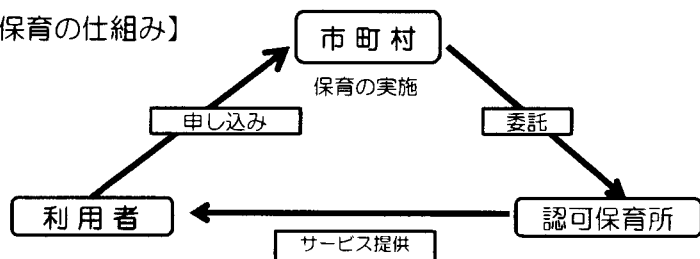 保育の仕組み】
市町村
保育の実施
申し込み
委託
利用者
認可保育所
サービス提供